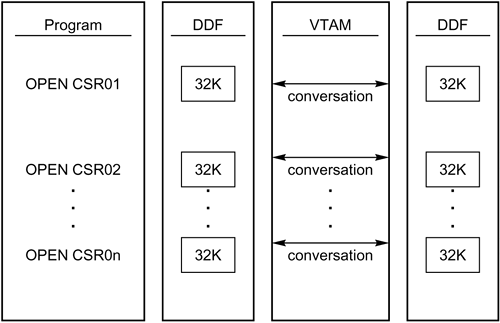 Program DDF VTAM DDF
OPEN CSR01 32K conversation 32K
OPEN CSR02 32K conversation 32K
OPEN CSR0n 32K conversation 32K